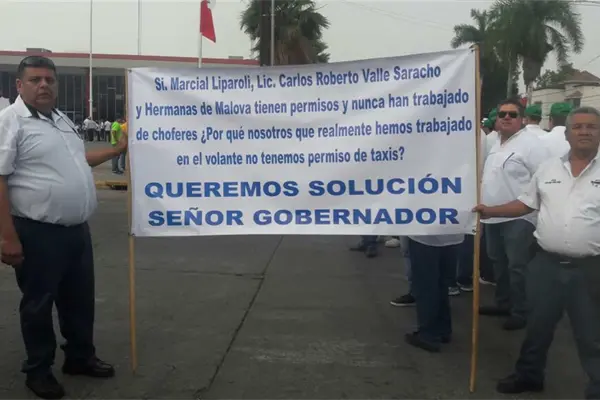 Si. Marcial Liparoli, Lic. Carlos Roberto Valle Saracho
y Hermanas de Malova tienen permisos y nunca han trabajado
de choferes ¿Por qué nosotros que realmente hemos trabajado
en el volante no tenemos permiso de taxis?
QUEREMOS SOLUCIÓN
SEÑOR GOBERNADOR